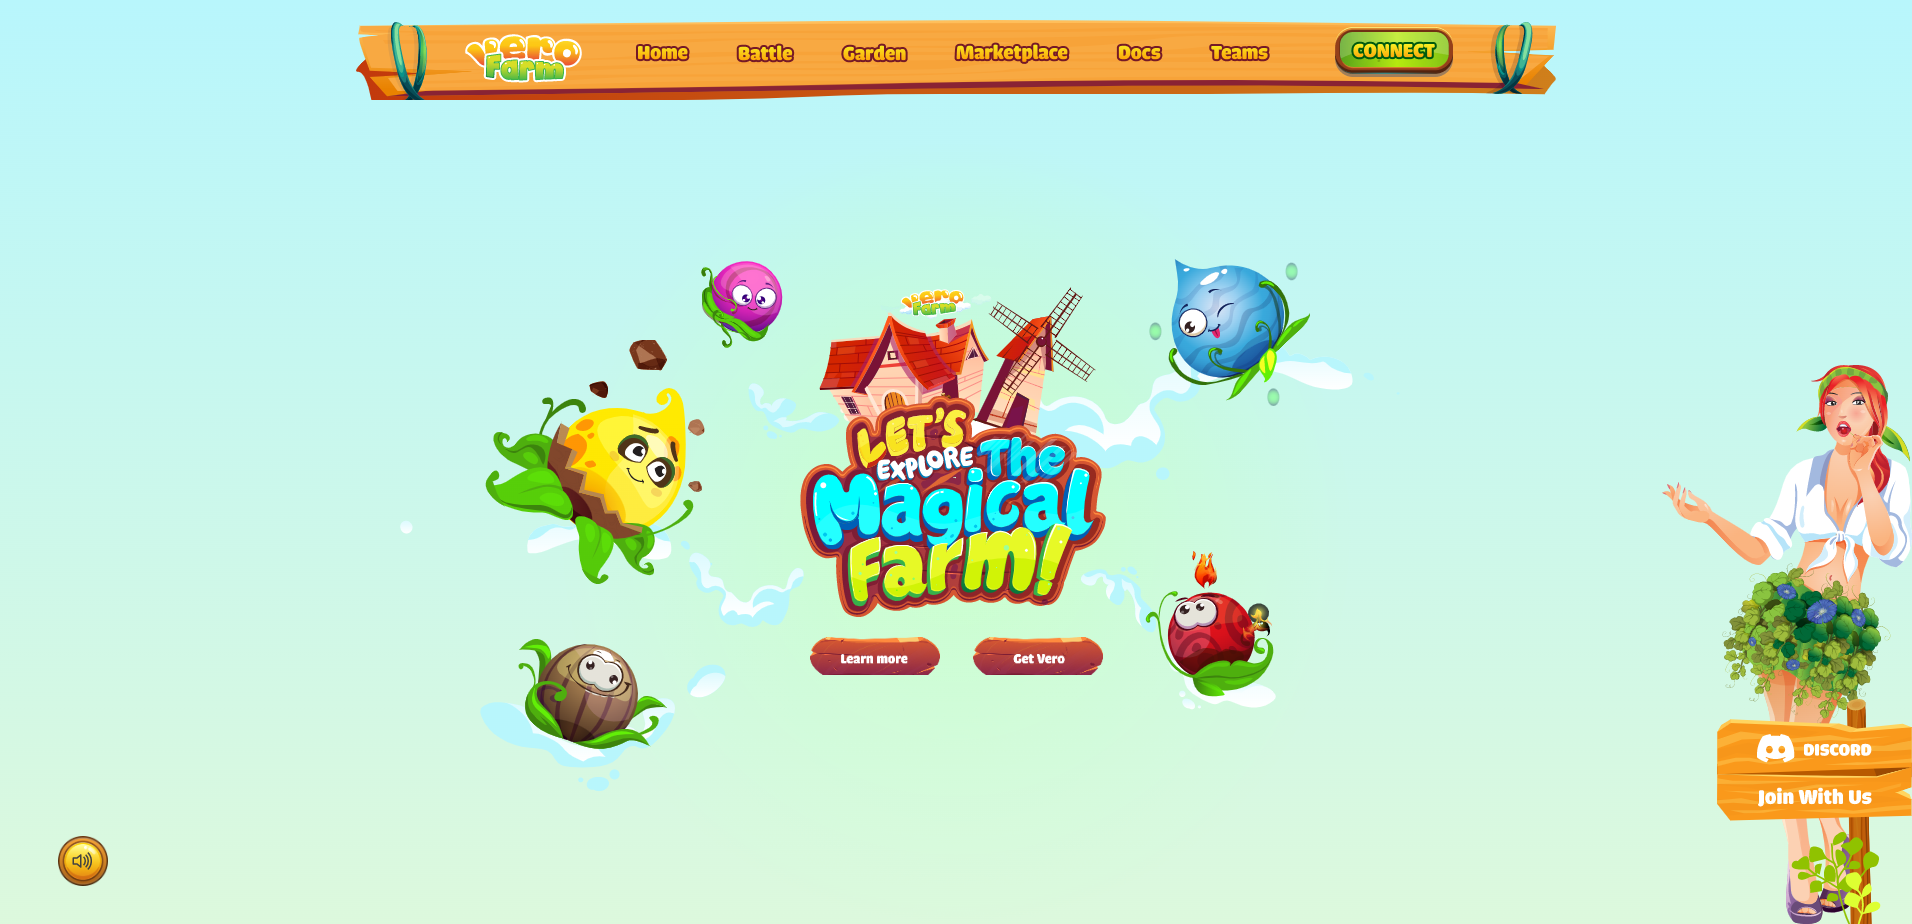 Vero Farm
Home Battle Garden Marketplace Docs Teams CONNECT
Vero
Farm
LET'S
EXPLORE The
Magical
Farm!
Learn more Get Vero
DISCORD
Join With Us